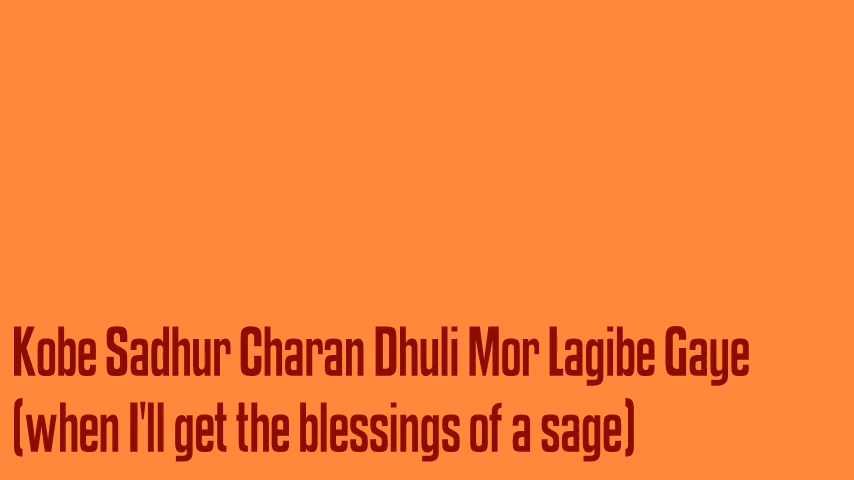 Kobe Sadhur Charan Dhuli Mor Lagibe Gaye
(when I'll get the blessings of a sage)